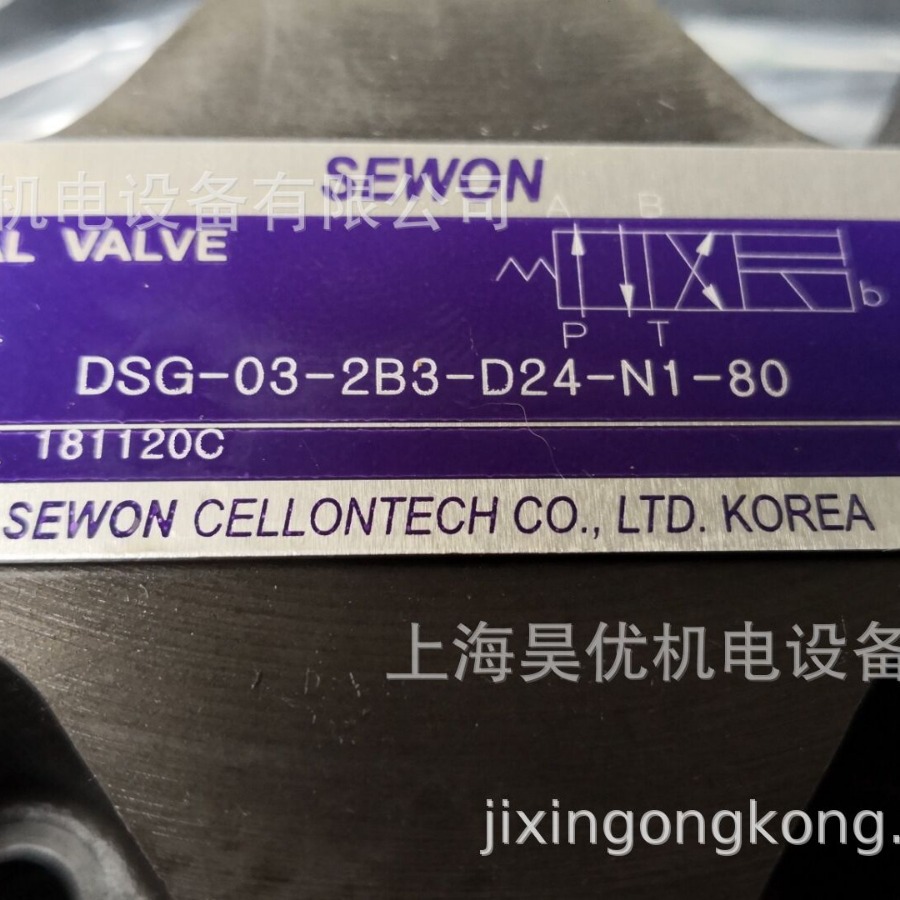 SEWON
机电设备有限公司
A B
AL VALVE
b
P T
DSG-03-2B3-D24-N1-80
181120C
SEWON CELLONTECH CO., LTD. KOREA
上海昊优机电设备
jixingongkong.